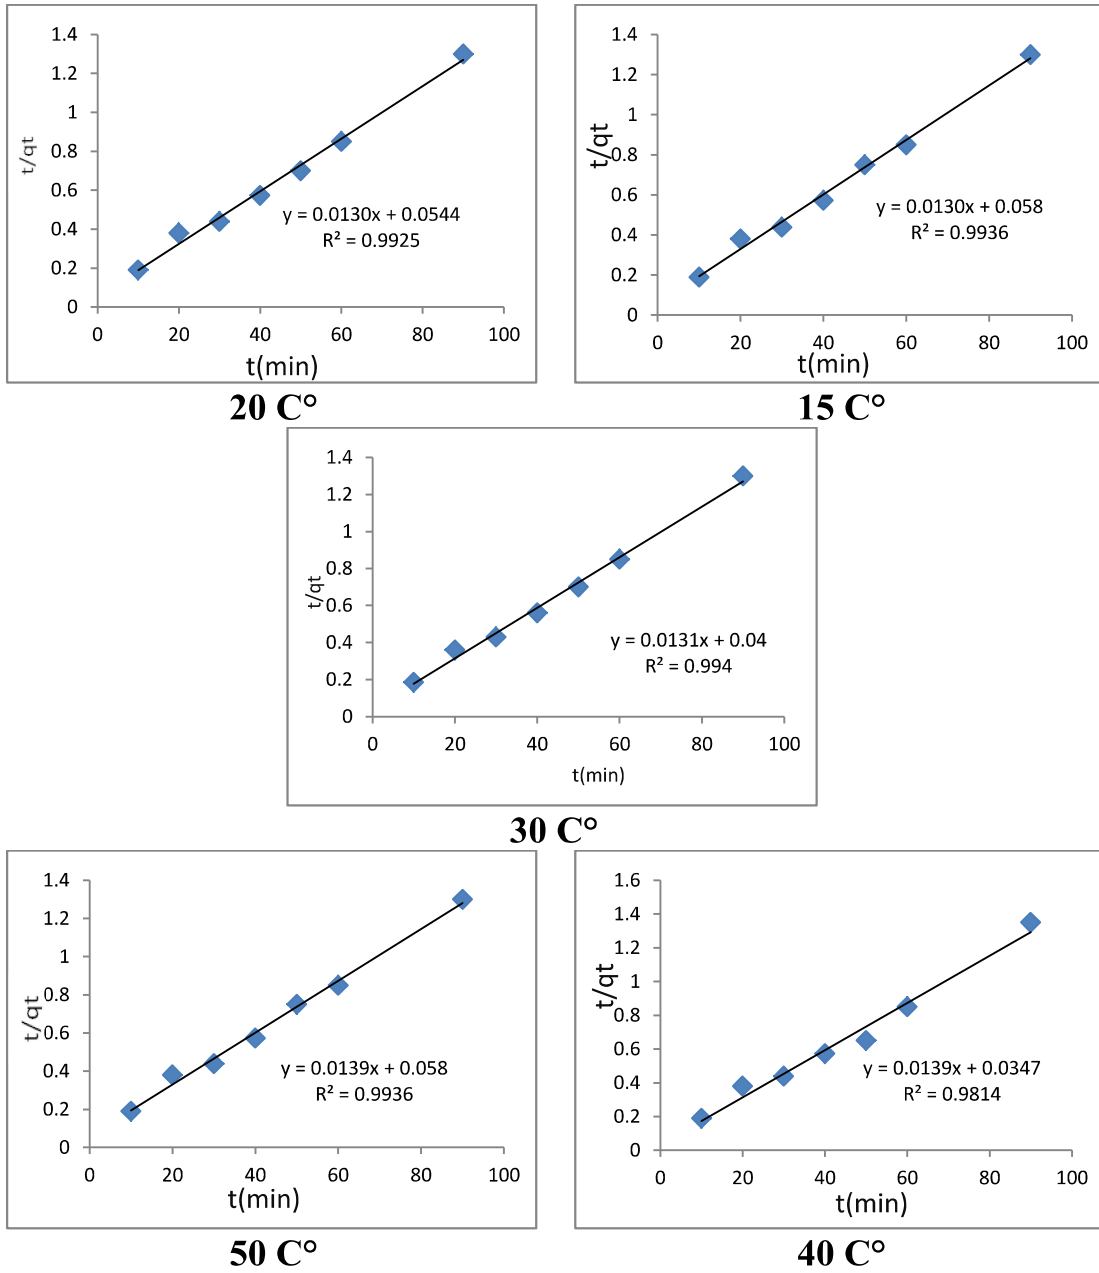 1.4
1.2
1
0.8
0.6
0.4
0.2
0
t/qt
y = 0.0130x + 0.0544
R² = 0.9925
0 20 40 60 80 100
t(min)
20 C°
1.4
1.2
1
0.8
0.6
0.4
0.2
0
t/qt
y = 0.0130x + 0.058
R² = 0.9936
0 20 40 60 80 100
t(min)
15 C°
1.4
1.2
1
0.8
0.6
0.4
0.2
0
t/qt
y = 0.0131x + 0.04
R² = 0.994
0 20 40 60 80 100
t(min)
30 C°
1.4
1.2
1
0.8
0.6
0.4
0.2
0
t/qt
y = 0.0139x + 0.058
R² = 0.9936
0 20 40 60 80 100
t(min)
50 C°
1.6
1.4
1.2
1
0.8
0.6
0.4
0.2
0
t/qt
y = 0.0139x + 0.0347
R² = 0.9814
0 20 40 60 80 100
t(min)
40 C°